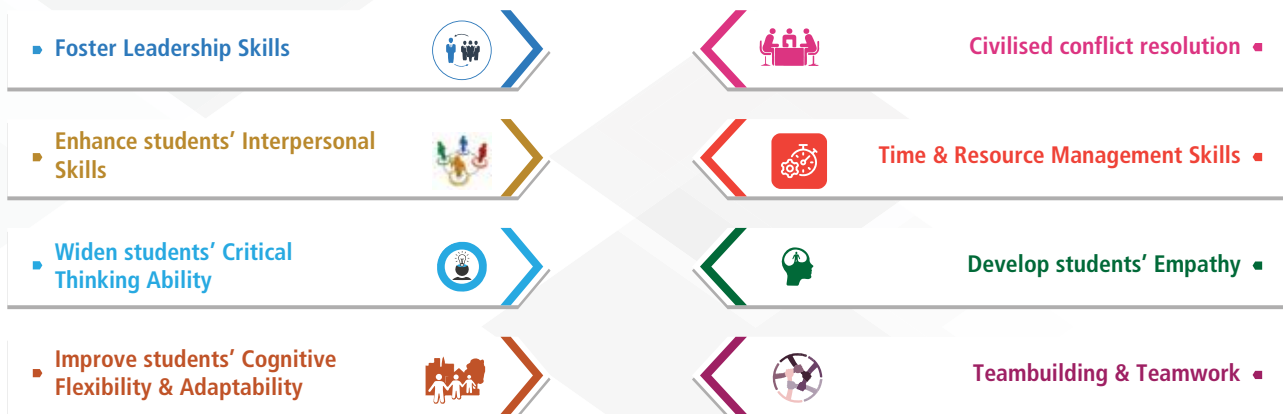 Foster Leadership Skills
Enhance students’ Interpersonal
Skills
Widen students’ Critical
Thinking Ability
Improve students’ Cognitive
Flexibility & Adaptability
Civilised conflict resolution
Time & Resource Management Skills
Develop students’ Empathy
Teambuilding & Teamwork